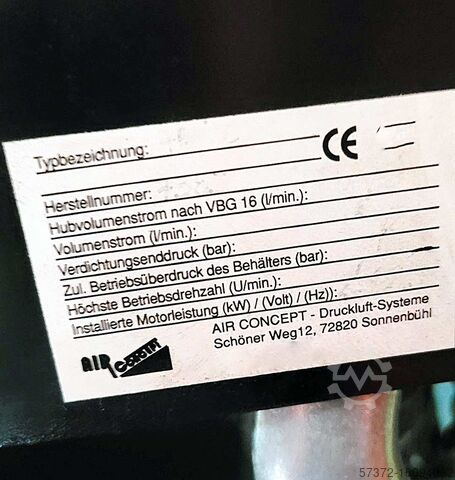 Typbezeichnung:
CE
Herstellnummer:
Hubvolumenstrom nach VBG 16 (l/min.):
Volumenstrom (l/min.):
Verdichtungsenddruck (bar):
Zul. Betriebsüberdruck des Behälters (bar):
Höchste Betriebsdrehzahl (U/min.):
Installierte Motorleistung (kW) / (Volt) / (Hz)):
AIR CONCEPT - Druckluft-Systeme
Schöner Weg12, 72820 Sonnenbühl
AIR